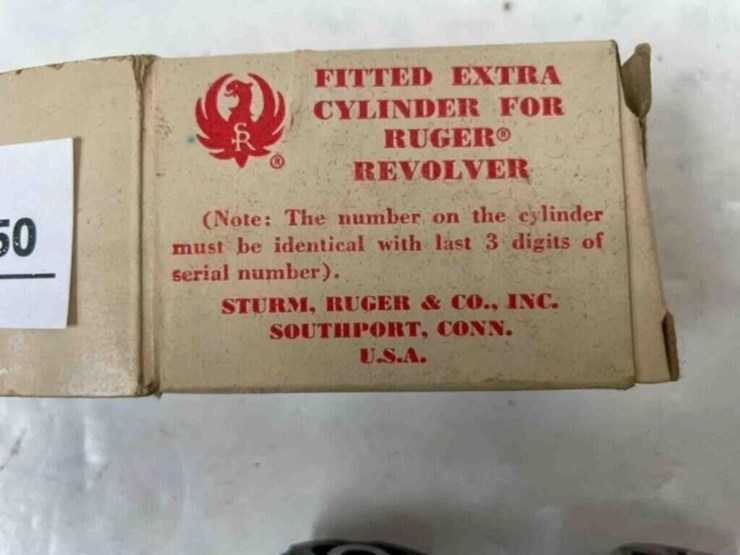 FITTED EXTRA
CYLINDER FOR
RUGER®
REVOLVER
(Note: The number on the cylinder
must be identical with last 3 digits of
serial number).
STURM, RUGER & CO., INC.
SOUTHPORT, CONN.
U.S.A.
SR
®